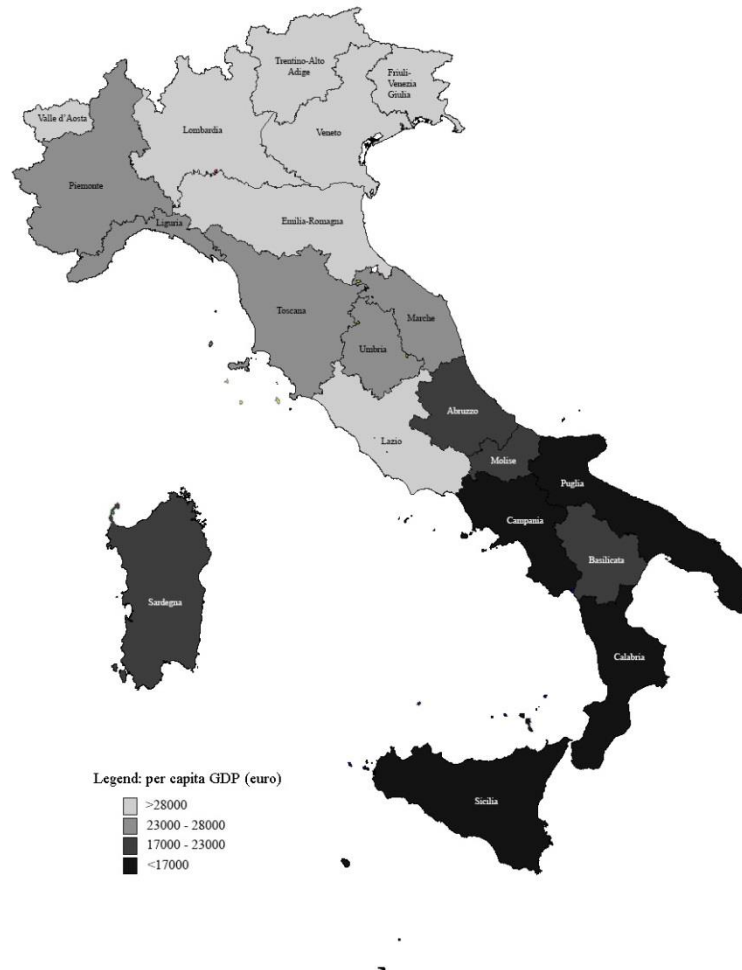 Trentino-Alto
Adige
Friuli-
Venezia
Giulia
Valle d'Aosta
Lombardia
Veneto
Piemonte
Emilia-Romagna
Liguria
Toscana
Marche
Umbria
Abruzzo
Lazio
Molise
Puglia
Campania
Basilicata
Sardegna
Calabria
Sicilia
Legend: per capita GDP (euro)
>28000
23000 - 28000
17000 - 23000
<17000